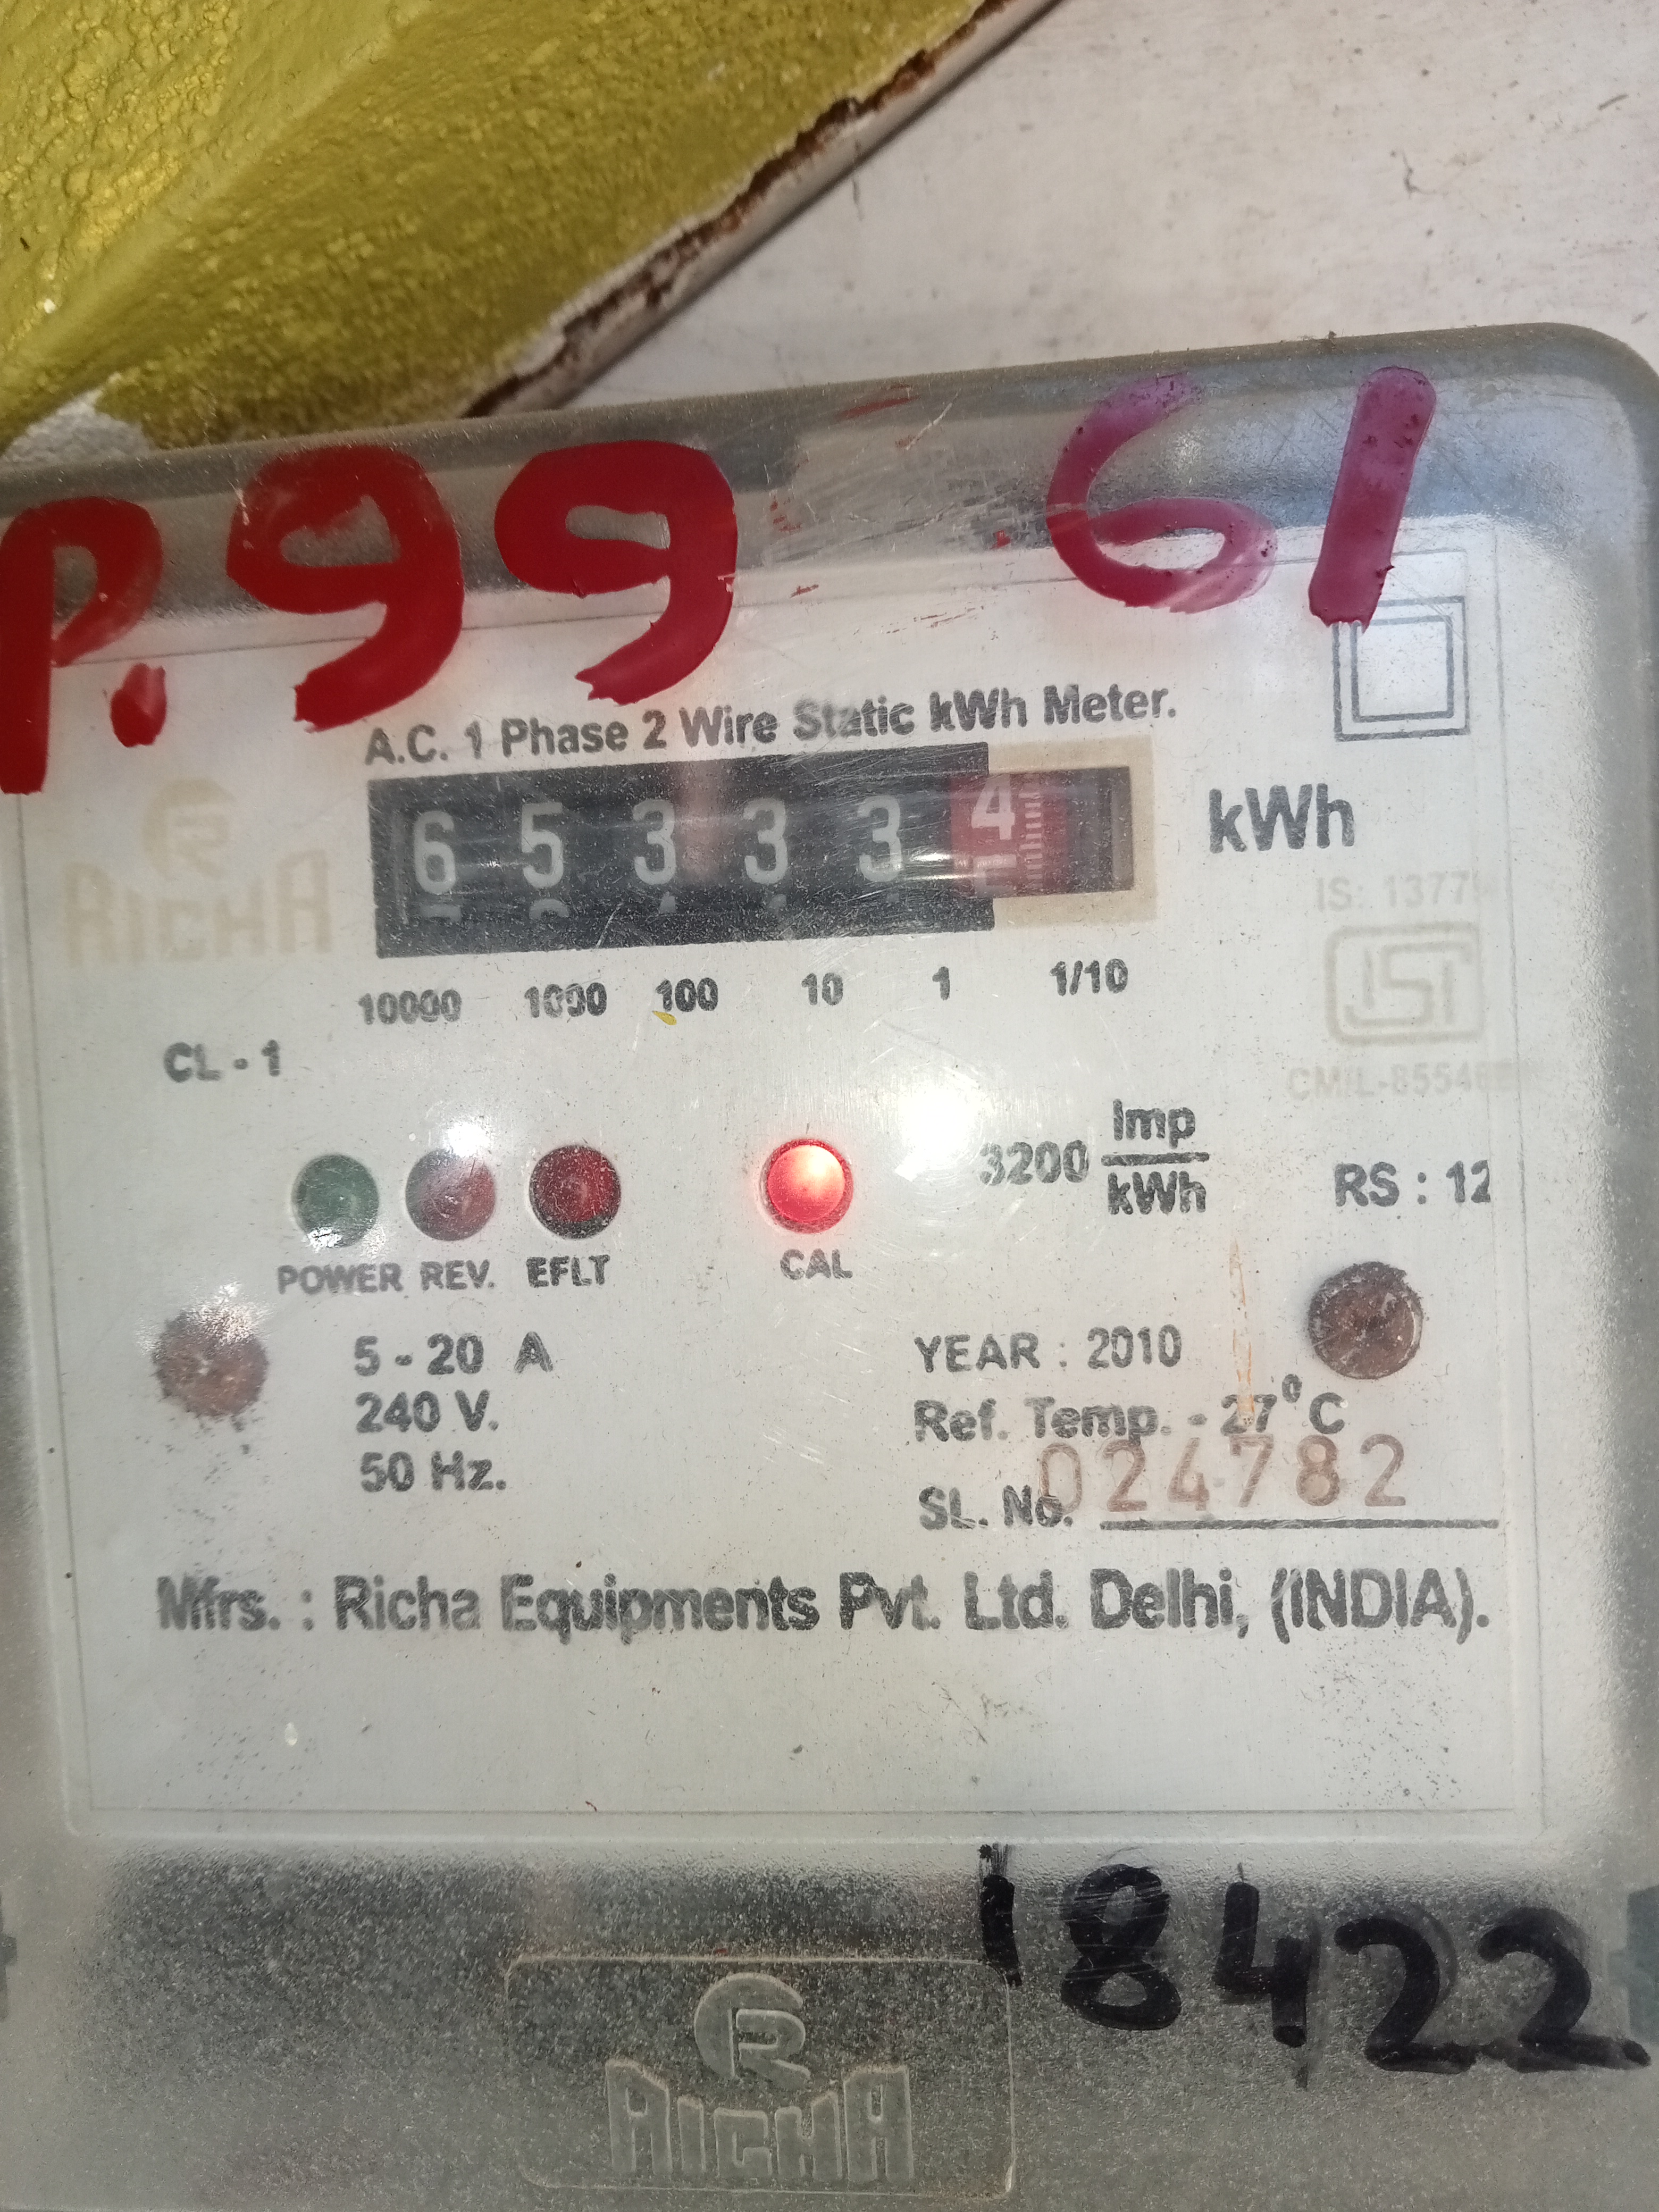 P.99 61
A.C. 1 Phase 2 Wire Static kWh Meter.
6 5 3 3 3 4 kWh
RICHA
IS: 1377
ISI
10000 1000 100 10 1 1/10
CL - 1
3200 Imp/kWh
RS : 12
POWER REV. EFLT CAL
5 - 20 A
240 V.
50 Hz.
YEAR : 2010
Ref. Temp. - 27°C
SL. No. 024782
Mfrs. : Richa Equipments Pvt. Ltd. Delhi, (INDIA).
18422
R
RICHA